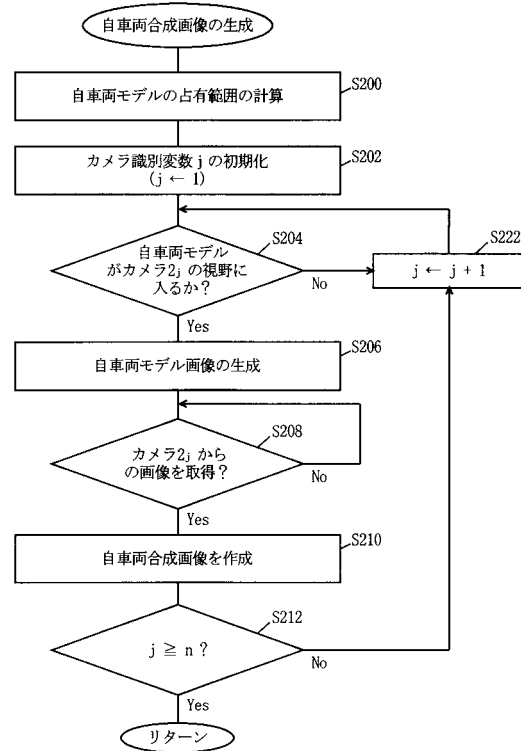 自車両合成画像の生成
S200
自車両モデルの占有範囲の計算
S202
カメラ識別変数 j の初期化
(j ← 1)
S204
自車両モデル
がカメラ2j の視野に
入るか？
No
S222
j ← j + 1
Yes
S206
自車両モデル画像の生成
S208
カメラ2j から
の画像を取得？
No
Yes
S210
自車両合成画像を作成
S212
j ≧ n ？
No
Yes
リターン